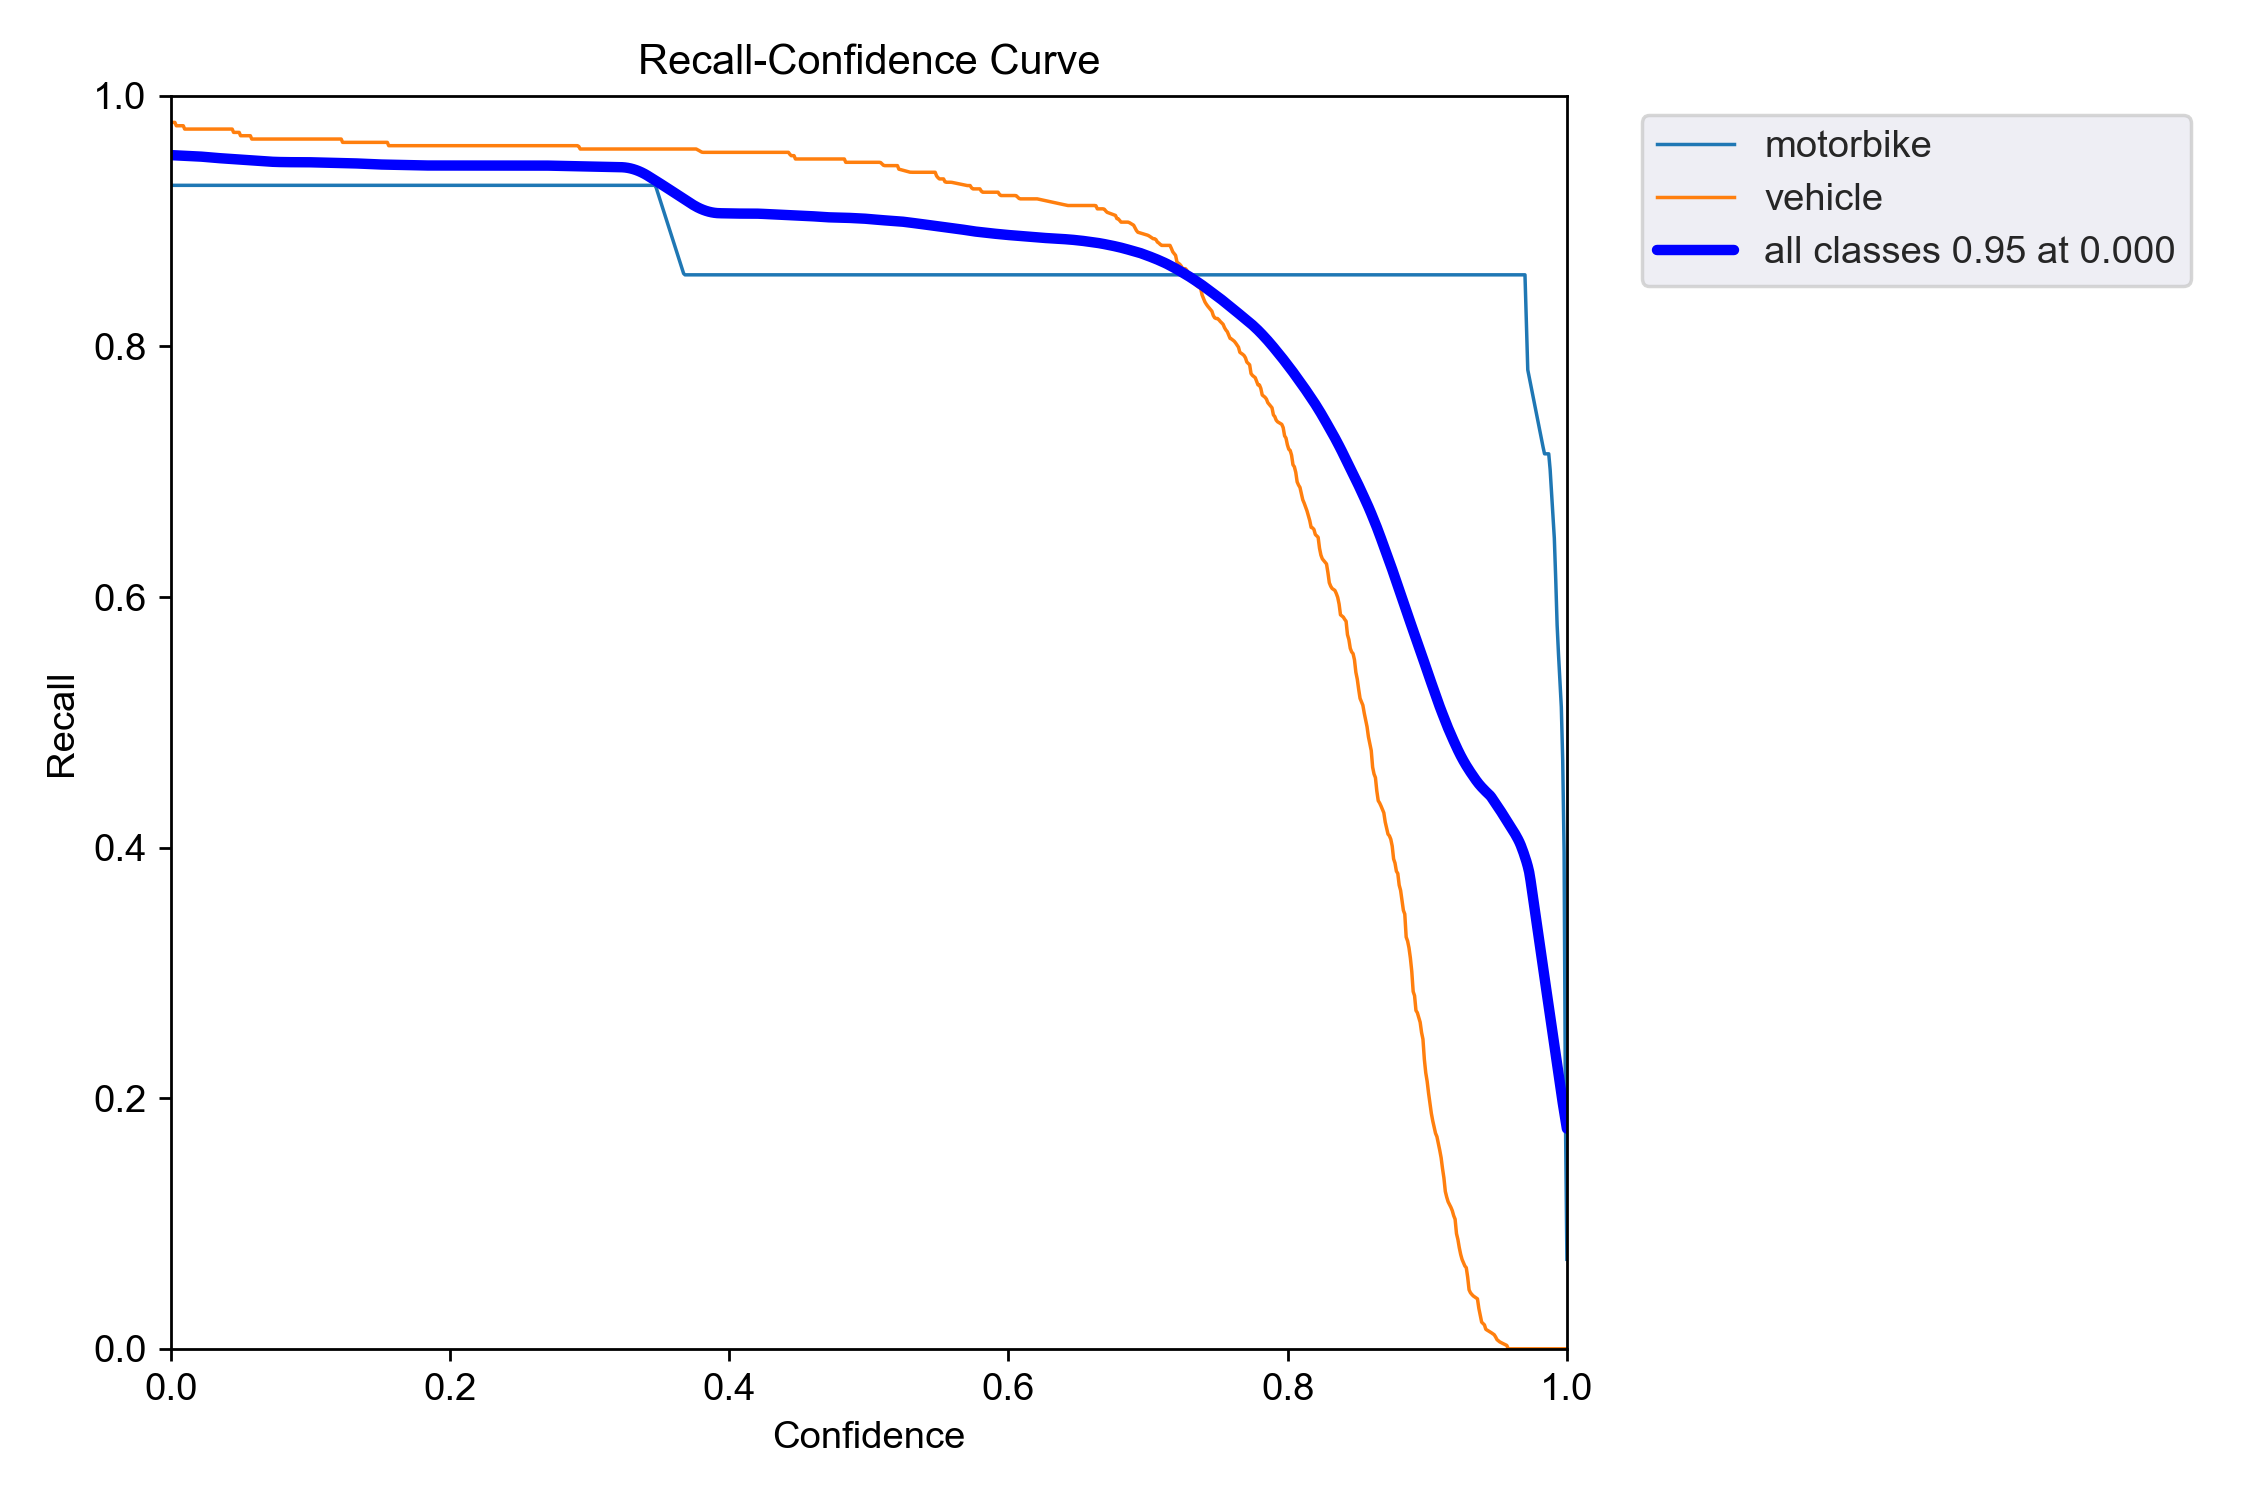 Recall-Confidence Curve
1.0
0.8
0.6
0.4
0.2
0.0
Recall
0.0 0.2 0.4 0.6 0.8 1.0
Confidence
motorbike
vehicle
all classes 0.95 at 0.000